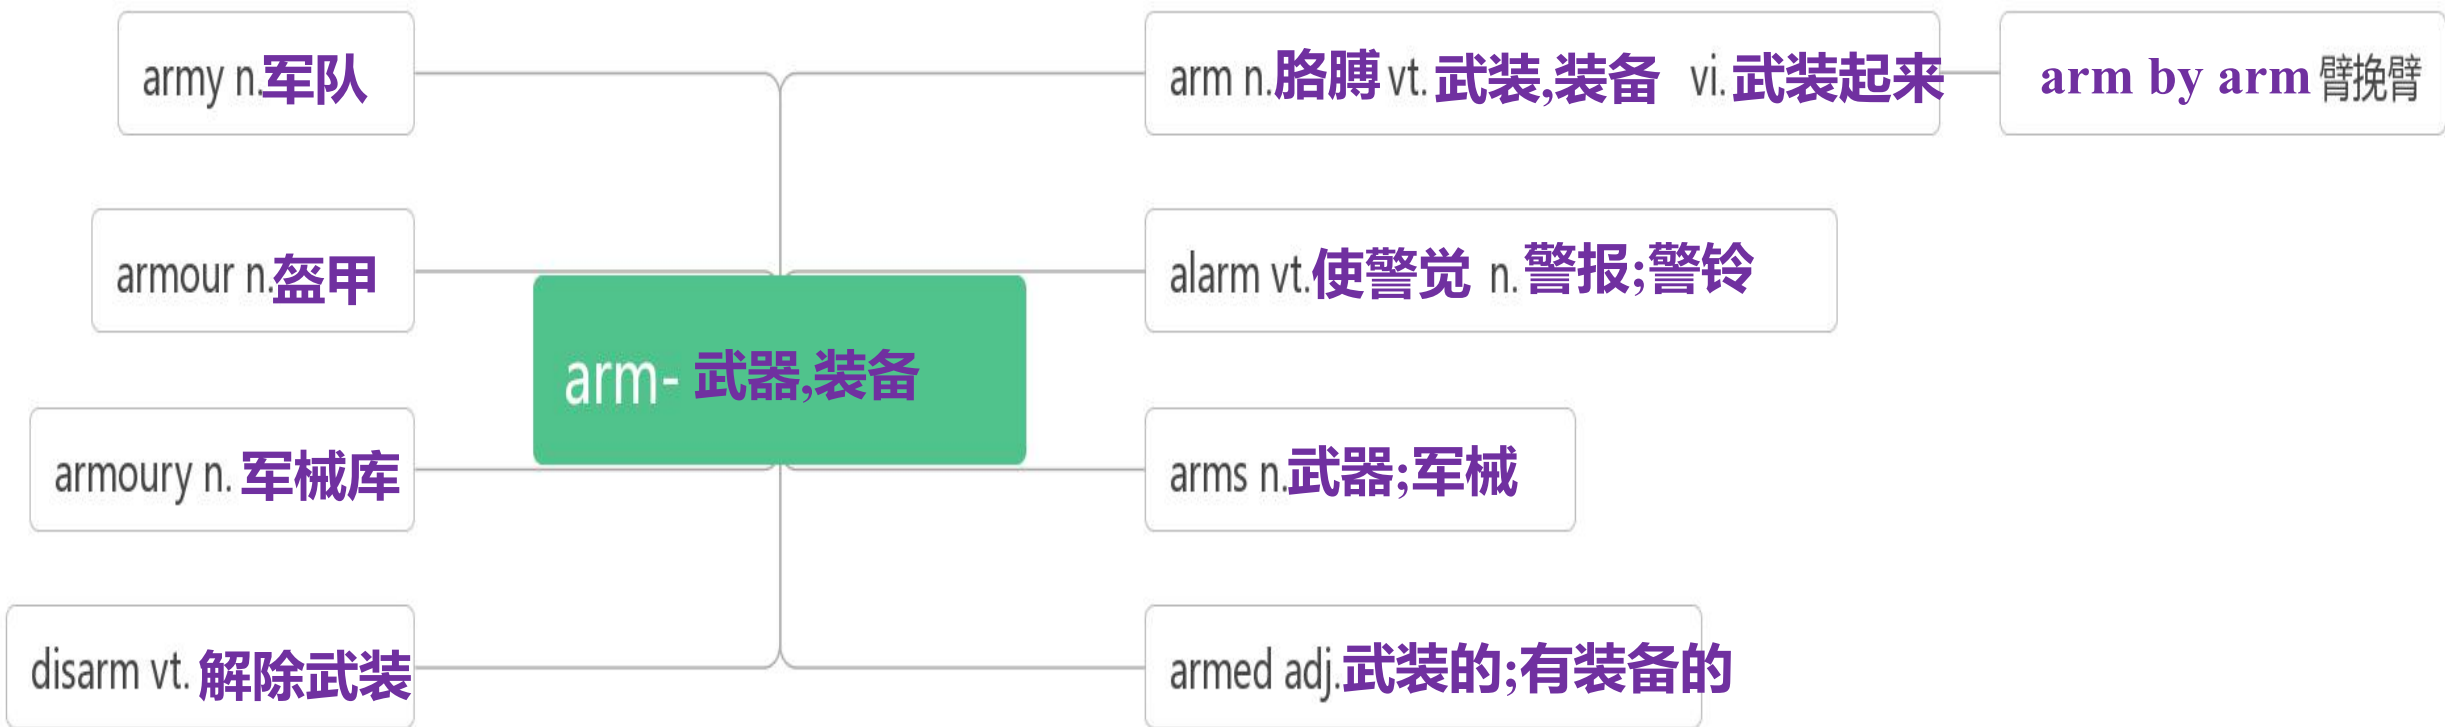 army n.军队
armour n.盔甲
armoury n. 军械库
disarm vt. 解除武装
arm- 武器,装备
arm n.胳膊 vt. 武装,装备 vi.武装起来
arm by arm 臂挽臂
alarm vt.使警觉 n.警报;警铃
arms n.武器;军械
armed adj.武装的;有装备的